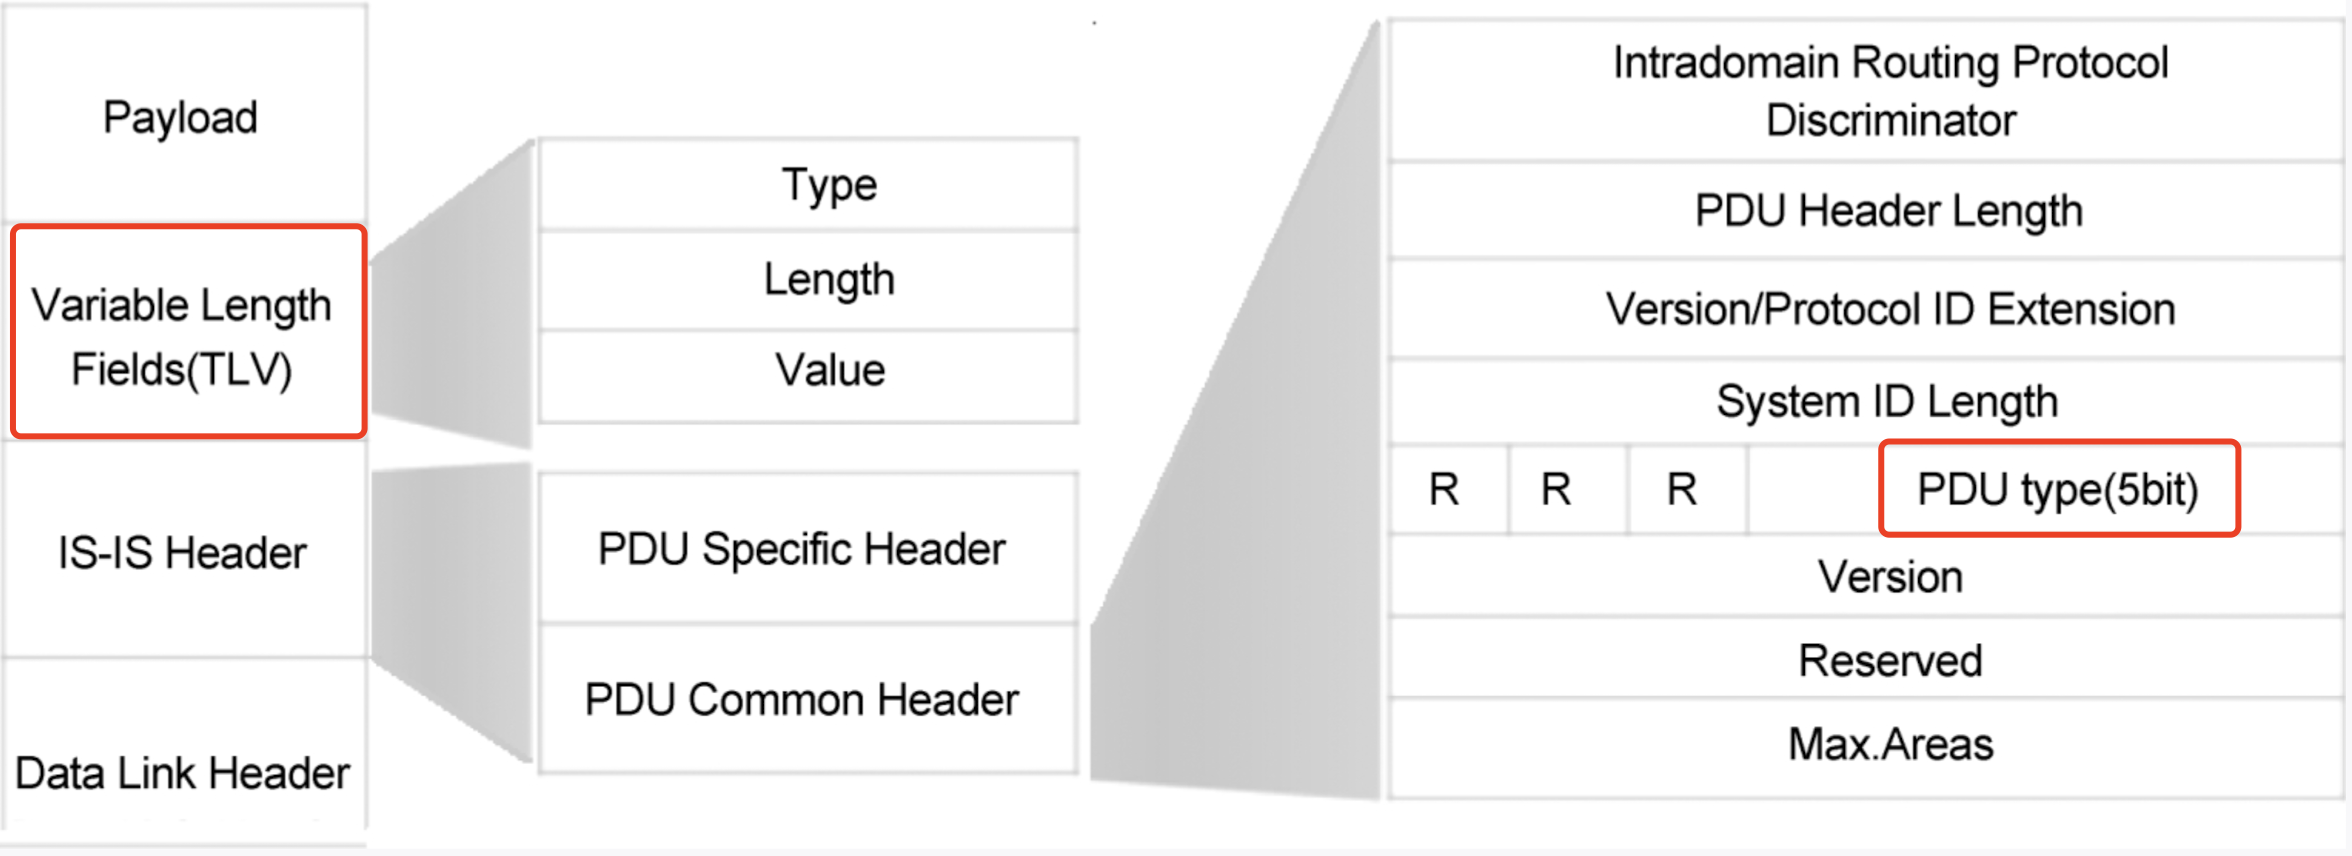 Payload
Variable Length
Fields(TLV)
IS-IS Header
Data Link Header
Type
Length
Value
PDU Specific Header
PDU Common Header
Intradomain Routing Protocol
Discriminator
PDU Header Length
Version/Protocol ID Extension
System ID Length
R R R PDU type(5bit)
Version
Reserved
Max.Areas